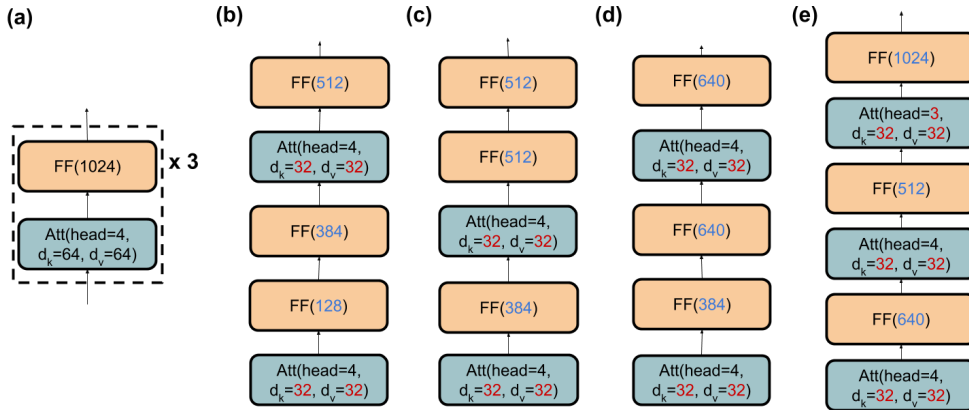 (a)
FF(1024)
Att(head=4,
dk=64, dv=64)
x 3
(b)
FF(512)
Att(head=4,
dk=32, dv=32)
FF(384)
FF(128)
Att(head=4,
dk=32, dv=32)
(c)
FF(512)
FF(512)
Att(head=4,
dk=32, dv=32)
FF(384)
Att(head=4,
dk=32, dv=32)
(d)
FF(640)
Att(head=4,
dk=32, dv=32)
FF(640)
FF(384)
Att(head=4,
dk=32, dv=32)
(e)
FF(1024)
Att(head=3,
dk=32, dv=32)
FF(512)
Att(head=4,
dk=32, dv=32)
FF(640)
Att(head=4,
dk=32, dv=32)